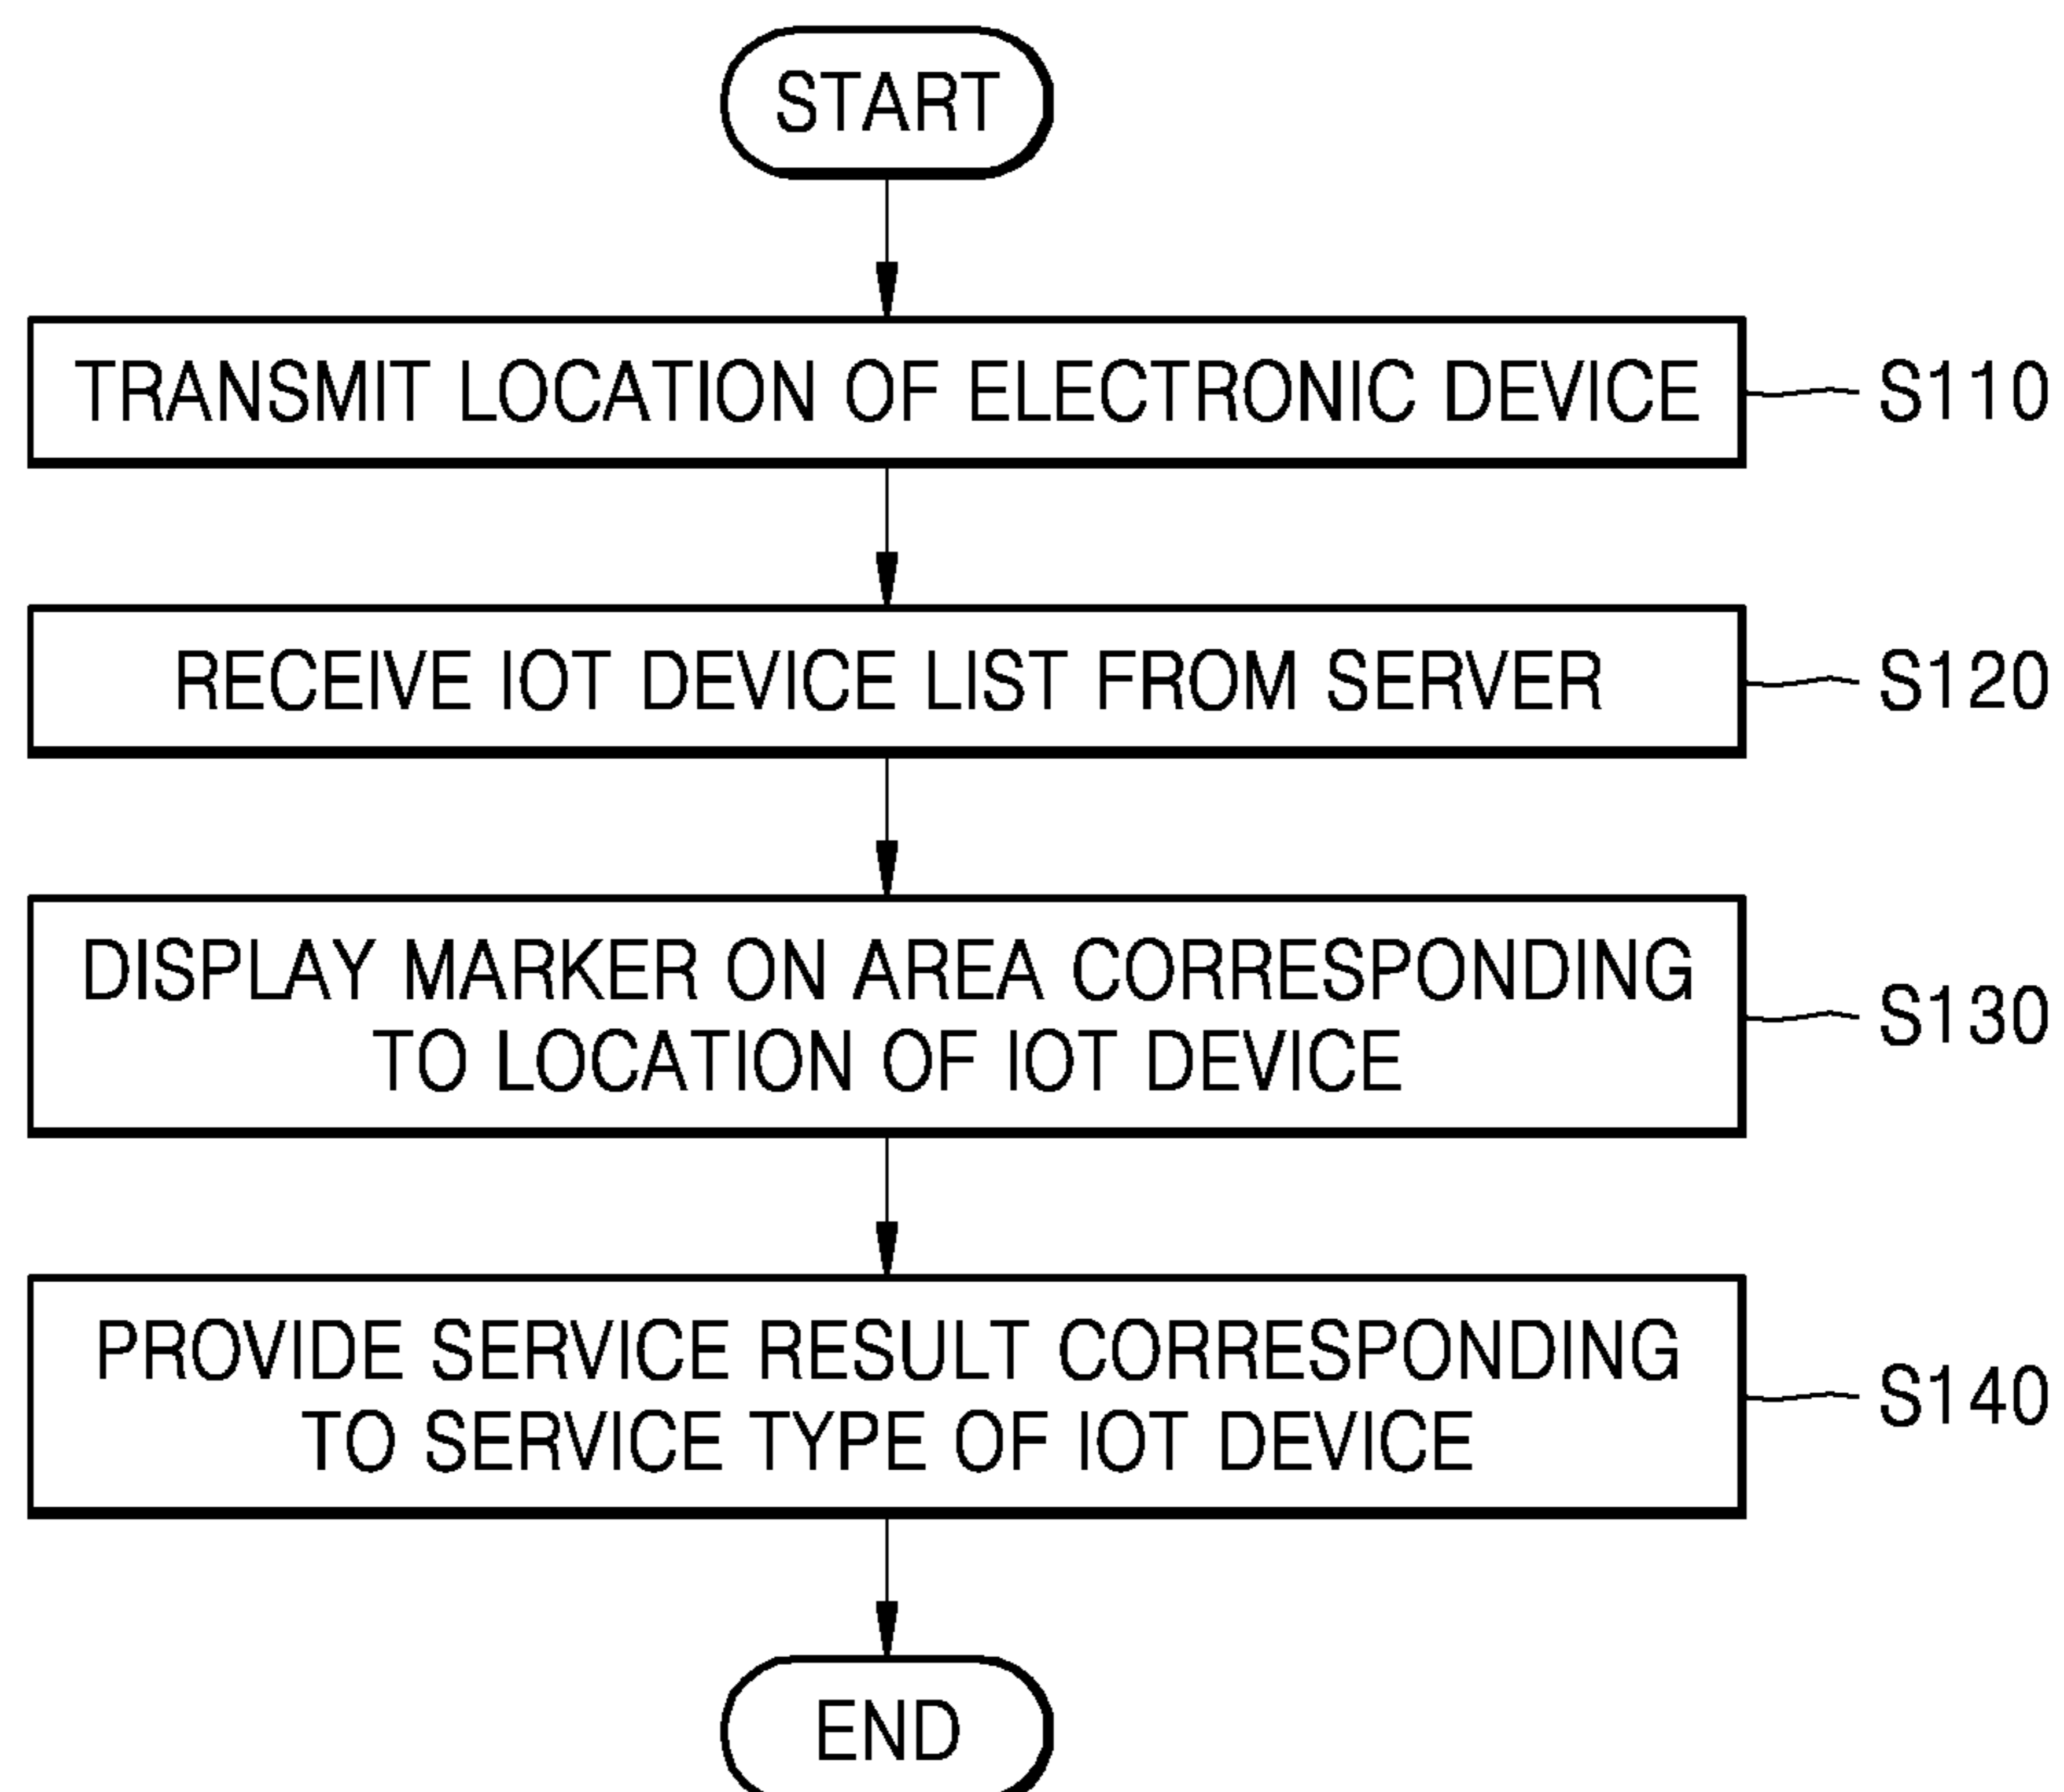 START
TRANSMIT LOCATION OF ELECTRONIC DEVICE
S110
RECEIVE IOT DEVICE LIST FROM SERVER
S120
DISPLAY MARKER ON AREA CORRESPONDING
TO LOCATION OF IOT DEVICE
S130
PROVIDE SERVICE RESULT CORRESPONDING
TO SERVICE TYPE OF IOT DEVICE
S140
END